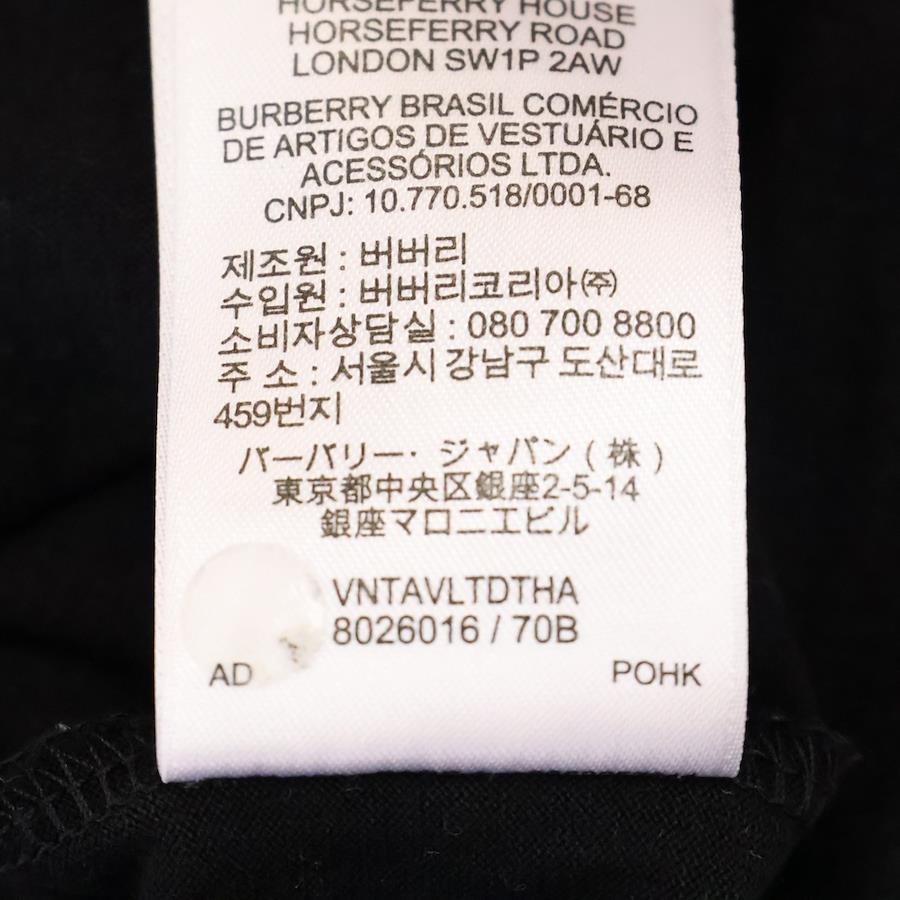 HORSEFERRY HOUSE
HORSEFERRY ROAD
LONDON SW1P 2AW
BURBERRY BRASIL COMÉRCIO
DE ARTIGOS DE VESTUÁRIO E
ACESSÓRIOS LTDA.
CNPJ: 10.770.518/0001-68
제조원 : 버버리
수입원 : 버버리코리아㈜
소비자상담실 : 080 700 8800
주 소 : 서울시 강남구 도산대로
459번지
バーバリー・ジャパン ( 株 )
東京都中央区銀座2-5-14
銀座マロニエビル
VNTAVLTDTHA
8026016 / 70B
AD POHK